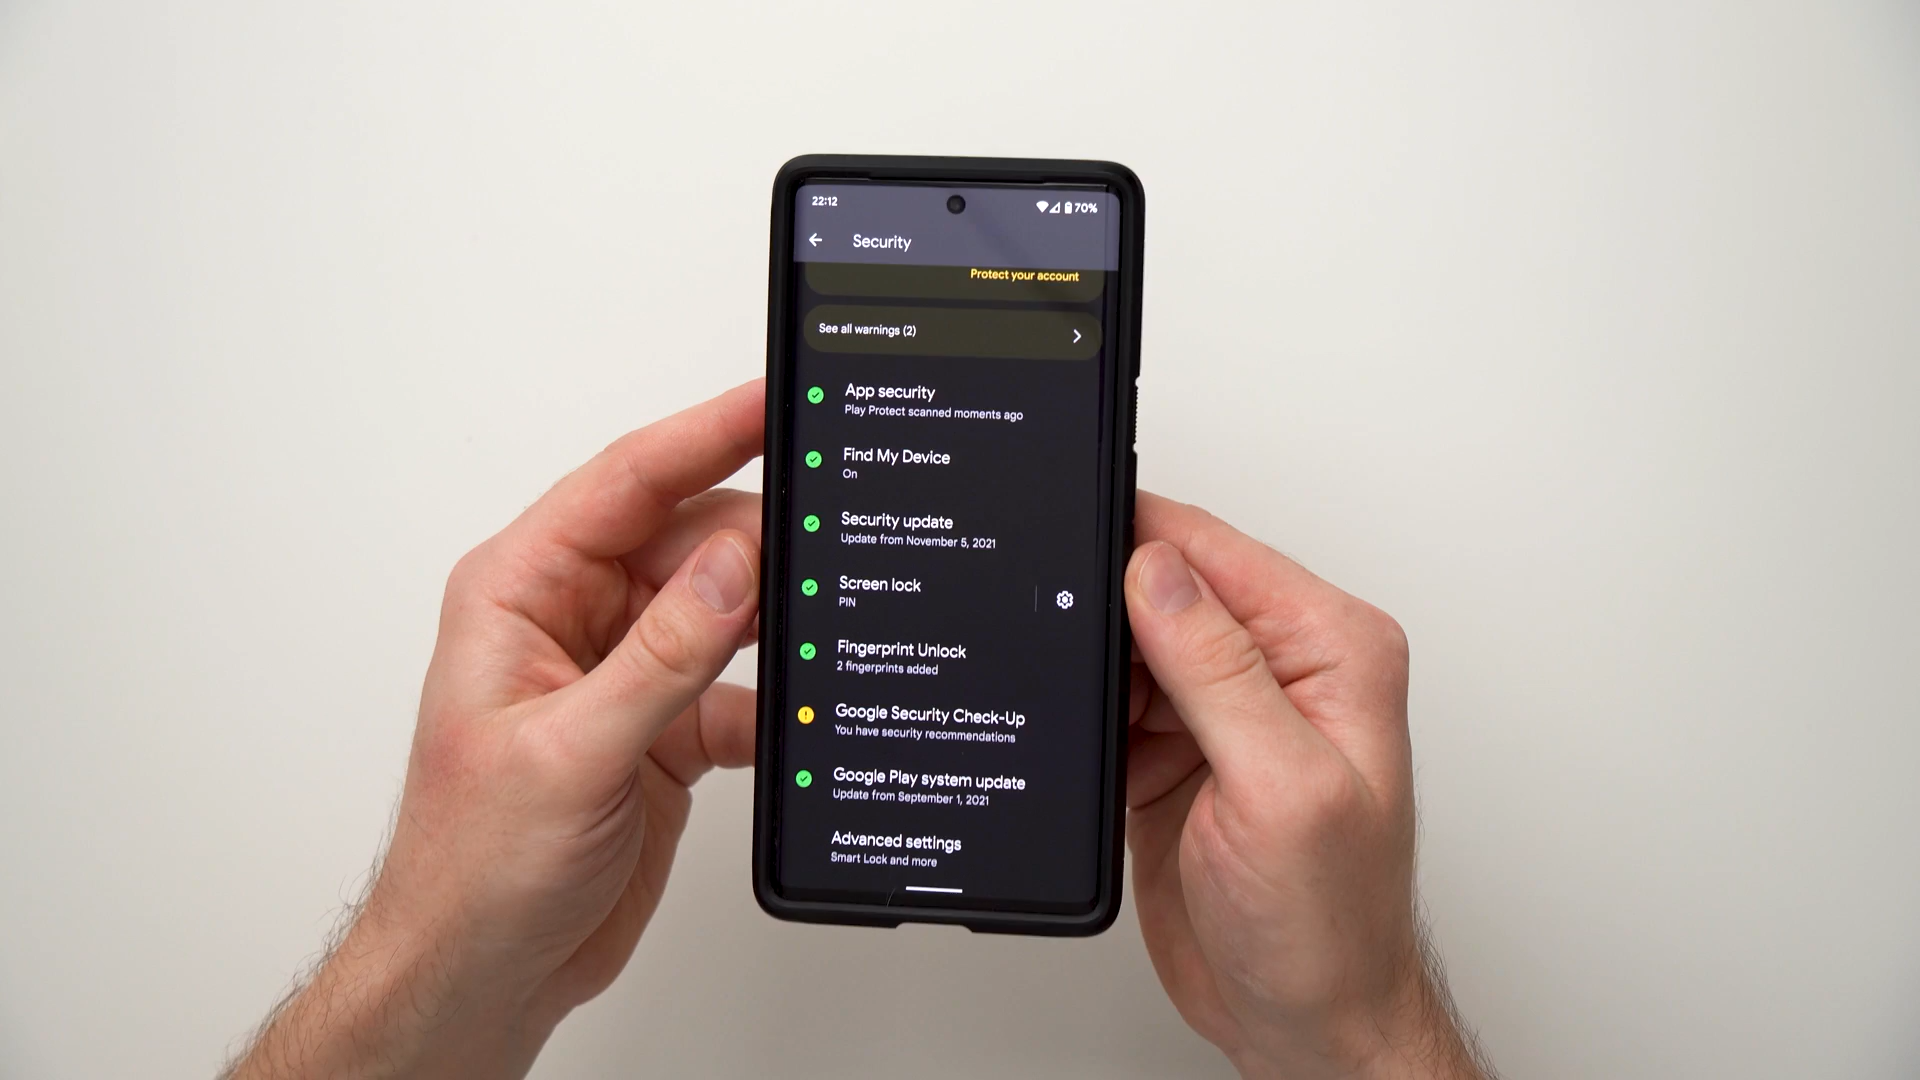 22:12
70%
Security
Protect your account
See all warnings (2)
App security
Play Protect scanned moments ago
Find My Device
On
Security update
Update from November 5, 2021
Screen lock
PIN
Fingerprint Unlock
2 fingerprints added
Google Security Check-Up
You have security recommendations
Google Play system update
Update from September 1, 2021
Advanced settings
Smart Lock and more